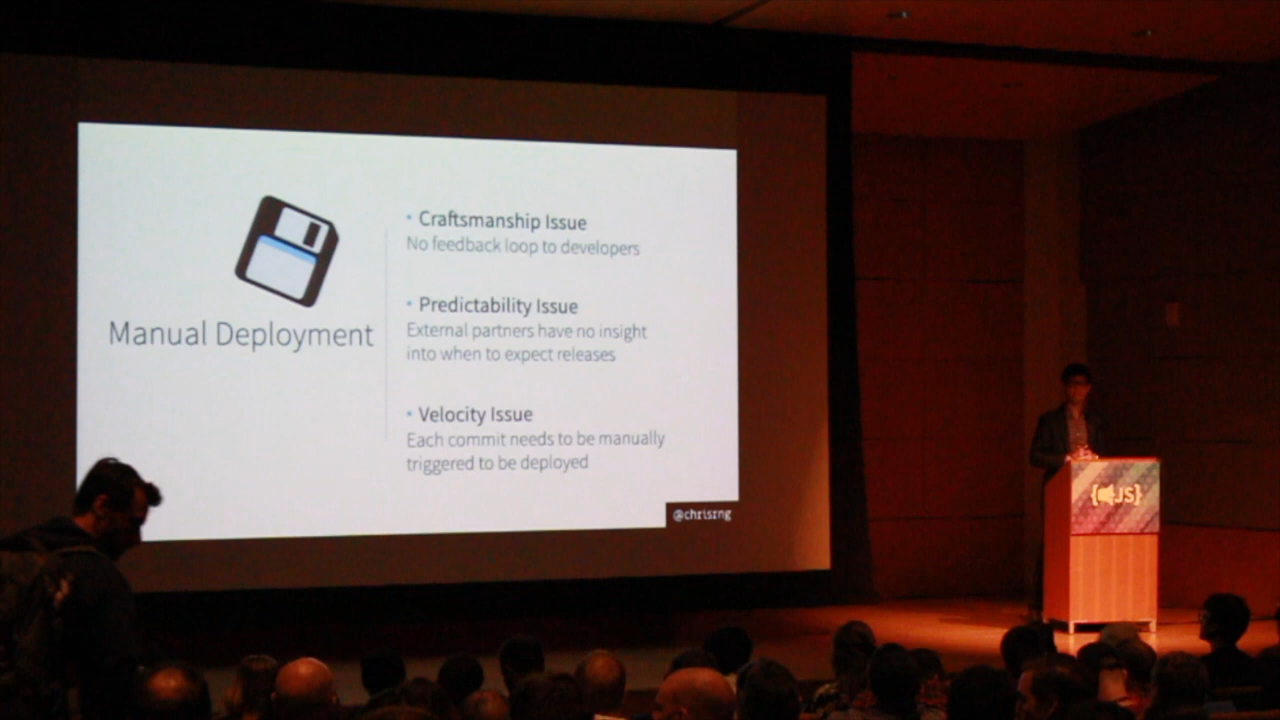 Manual Deployment
• Craftsmanship Issue
No feedback loop to developers
• Predictability Issue
External partners have no insight
into when to expect releases
• Velocity Issue
Each commit needs to be manually
triggered to be deployed
@chrisrng
{JS}